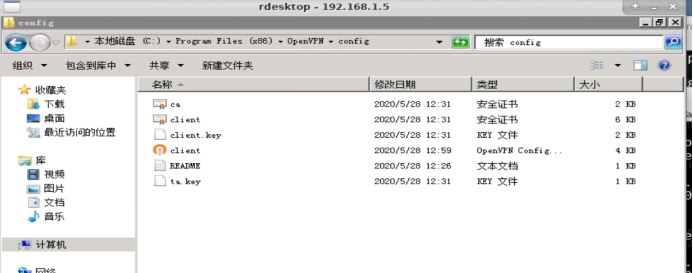 rdesktop - 192.168.1.5
config
本地磁盘 (C:) Program Files (x86) OpenVPN config
搜索 config
组织 包含到库中 共享 新建文件夹
名称 修改日期 类型 大小
收藏夹
下载
桌面
最近访问的位置
库
视频
图片
文档
音乐
计算机
网络
ca 2020/5/28 12:31 安全证书 2 KB
client 2020/5/28 12:31 安全证书 6 KB
client.key 2020/5/28 12:31 KEY 文件 2 KB
client 2020/5/28 12:59 OpenVPN Config... 4 KB
README 2020/5/28 12:26 文本文档 1 KB
ta.key 2020/5/28 12:31 KEY 文件 1 KB